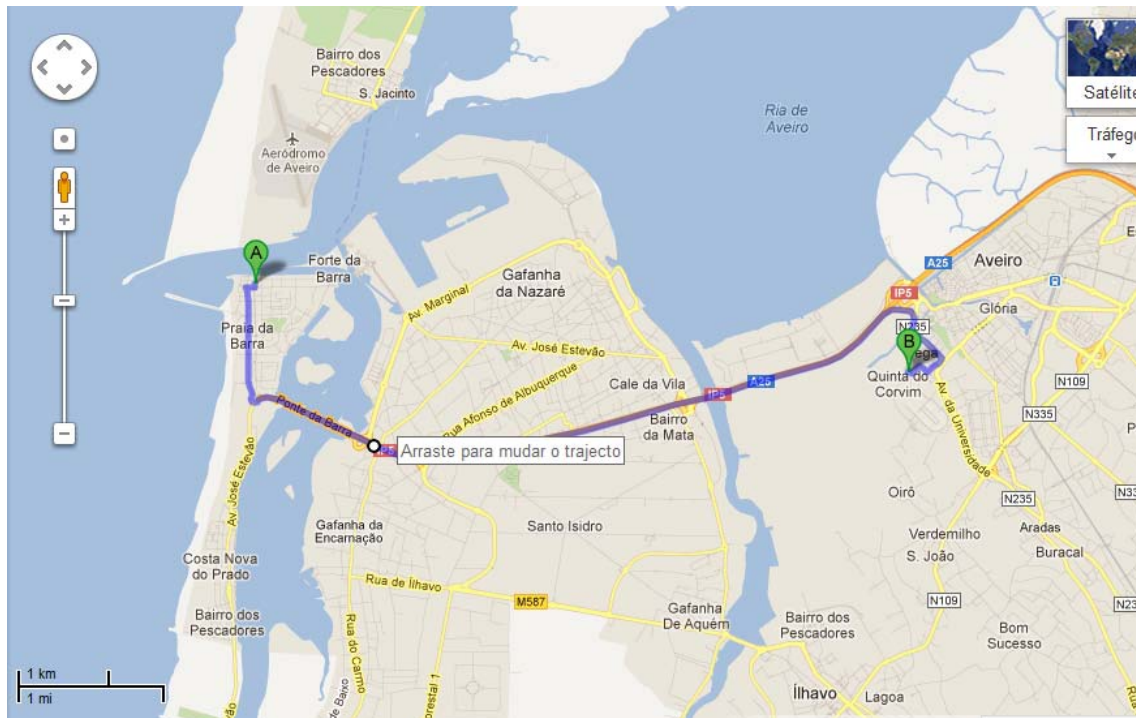 Bairro dos
Pescadores
S. Jacinto
Aeródromo
de Aveiro
Ria de
Aveiro
Satélite
Tráfego
A
Forte da
Barra
Gafanha
da Nazaré
A25
Aveiro
IP5
Glória
N235
B
Quinta do
Corvim
Av. Marginal
Praia da
Barra
Av. José Estevão
Rua Afonso de Albuquerque
Cale da Vila
IP5
A25
Bairro
da Mata
N109
N335
Av. da Universidade
Ponte da Barra
Arraste para mudar o trajecto
Av. José Estevão
Oirô
N235
Gafanha da
Encarnação
Santo Isidro
Verdemilho
Aradas
S. João
Buracal
Costa Nova
do Prado
Rua de Ílhavo
M587
N109
Gafanha
De Aquém
Bairro dos
Pescadores
Bairro dos
Pescadores
Bom
Sucesso
Rua do Carmo
1 km
1 mi
Ílhavo
Lagoa